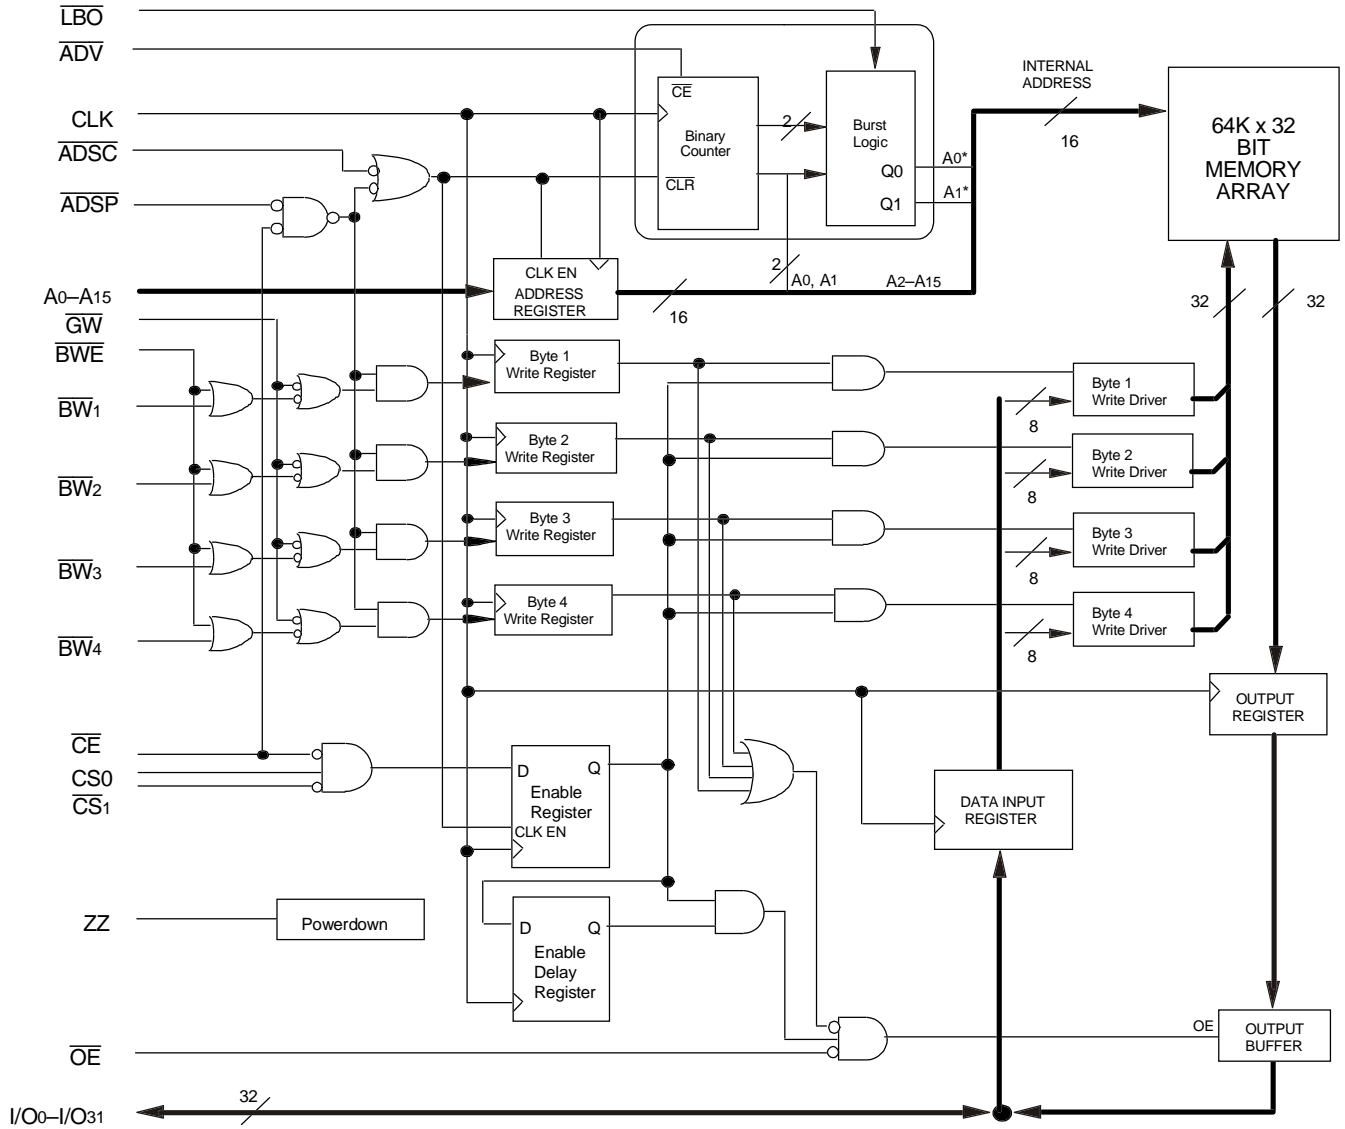 LBO
ADV
CLK
ADSC
ADSP
A0–A15
GW
BWE
BW1
BW2
BW3
BW4
CE
CS0
CS1
ZZ
OE
I/O0–I/O31
32
CE
Binary
Counter
CLR
2
Burst
Logic
Q0
Q1
A0*
A1*
INTERNAL
ADDRESS
16
64K x 32
BIT
MEMORY
ARRAY
CLK EN
ADDRESS
REGISTER
16
2
A0, A1
A2–A15
32
32
Byte 1
Write Register
Byte 2
Write Register
Byte 3
Write Register
Byte 4
Write Register
8
Byte 1
Write Driver
8
Byte 2
Write Driver
8
Byte 3
Write Driver
8
Byte 4
Write Driver
OUTPUT
REGISTER
D
Q
Enable
Register
CLK EN
DATA INPUT
REGISTER
Powerdown
D
Q
Enable
Delay
Register
OE
OUTPUT
BUFFER